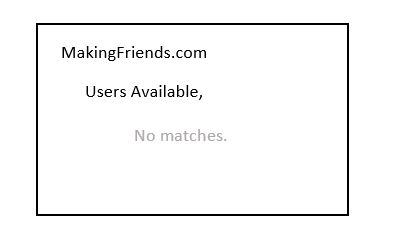 MakingFriends.com
Users Available,
No matches.